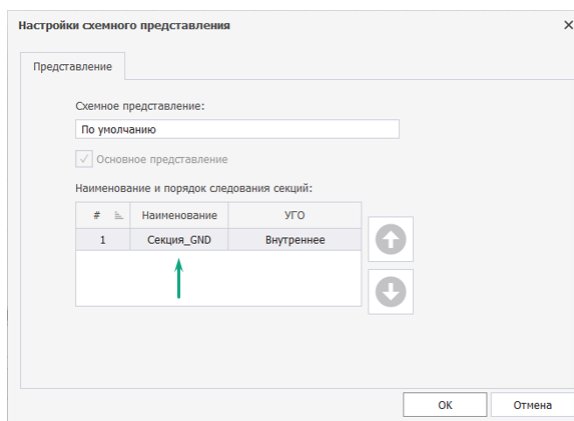 Настройки схемного представления
Представление
Схемное представление:
По умолчанию
Основное представление
Наименование и порядок следования секций:
# Наименование УГО
1 Секция_GND Внутреннее
OK Отмена